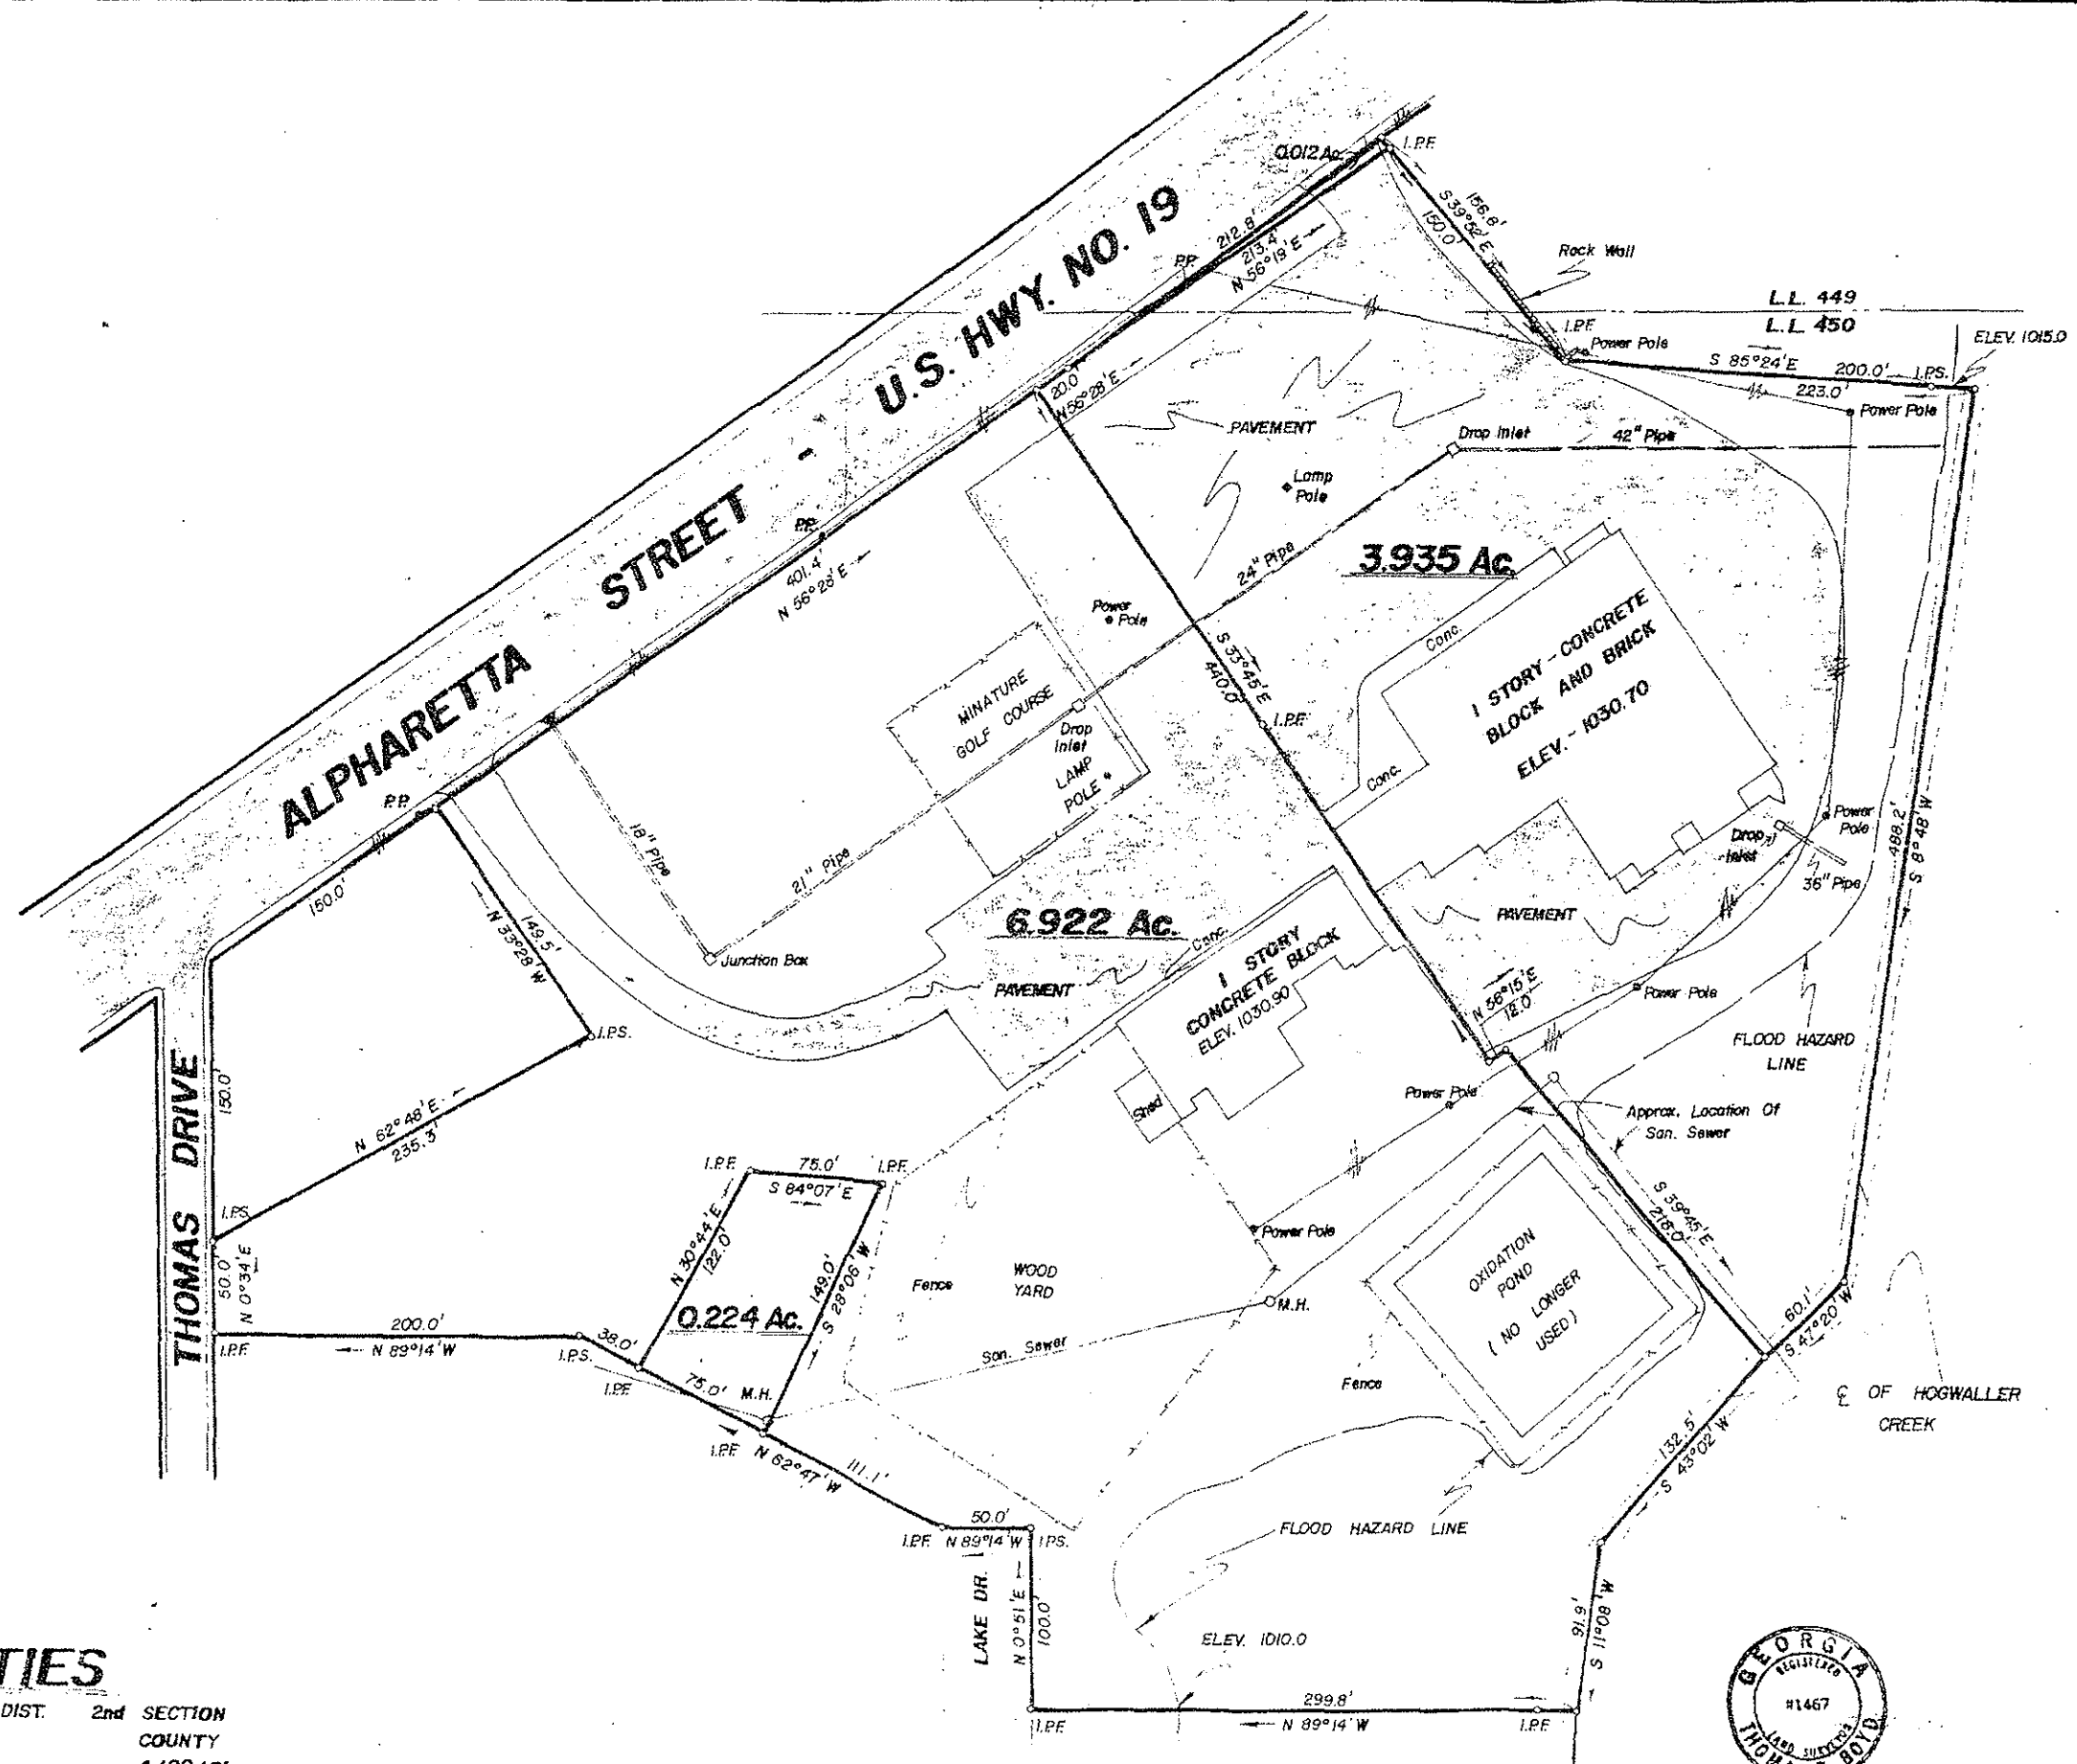 ALPHARETTA STREET - U.S. HWY. NO. 19
0.012 Ac.
I.P.F.
156.6'
S 39°52' E
150.0'
Rock Wall
212.8'
213.4'
N 56°19' E
P.P.
L.L. 449
L.L. 450
I.P.F.
Power Pole
S 85°24' E
200.0'
I.P.S.
223.0'
Power Pole
ELEV. 1015.0
20.0'
N 56°28' E
PAVEMENT
Drop Inlet
42" Pipe
Lamp
Pole
24" Pipe
3.935 Ac.
P.P.
401.4'
N 56°28' E
Power
Pole
S 33°45' E
440.0'
I.P.F.
Conc.
Conc.
1 STORY - CONCRETE
BLOCK AND BRICK
ELEV. - 1030.70
MINATURE
GOLF COURSE
Drop
Inlet
LAMP
POLE
P.P.
18" Pipe
21" Pipe
Junction Box
Power
Pole
Drop
Inlet
36" Pipe
488.2'
S 8°48' W
150.0'
149.5'
N 33°28' W
I.P.S.
6.922 Ac.
Conc.
PAVEMENT
1 STORY
CONCRETE BLOCK
ELEV. 1030.90
PAVEMENT
N 56°15' E
12.0'
Power Pole
FLOOD HAZARD
LINE
THOMAS DRIVE
150.0'
N 62°48' E
235.3'
Shed
Power Pole
Approx. Location Of
San. Sewer
I.P.S.
50.0'
N 0°34' E
I.P.F.
75.0'
I.P.F.
S 84°07' E
N 30°44' E
122.0'
149.0'
S 28°06' W
0.224 Ac.
Fence
WOOD
YARD
Power Pole
M.H.
OXIDATION
POND
( NO LONGER
USED )
S 39°45' E
218.0'
60.1'
S 47°20' W
200.0'
N 89°14' W
I.P.F.
I.P.S.
38.0'
I.P.F.
75.0'
M.H.
San. Sewer
Fence
℄ OF HOGWALLER
CREEK
I.P.F.
N 62°47' W
111.1'
132.5'
S 43°02' W
50.0'
I.P.F.
N 89°14' W
I.P.S.
FLOOD HAZARD LINE
LAKE DR.
N 0°51' E
100.0'
ELEV. 1010.0
91.9'
S 11°08' W
299.8'
I.P.F.
N 89°14' W
I.P.F.
TIES
DIST. 2nd SECTION
COUNTY
GEORGIA
REGISTERED
#1467
LAND SURVEYOR
BOYD